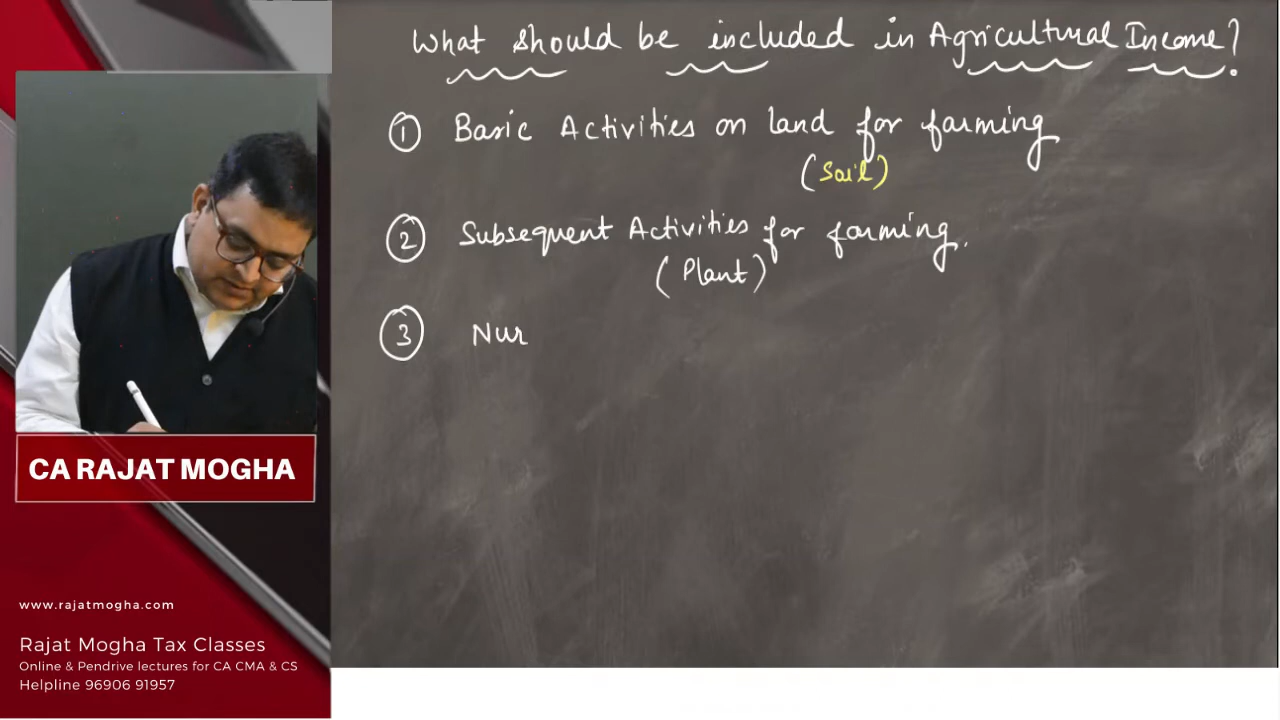 What should be included in Agricultural Income?
① Basic Activities on land for farming
(Soil)
② Subsequent Activities for farming.
(Plant)
③ Nur
CA RAJAT MOGHA
www.rajatmogha.com
Rajat Mogha Tax Classes
Online & Pendrive lectures for CA CMA & CS
Helpline 96906 91957